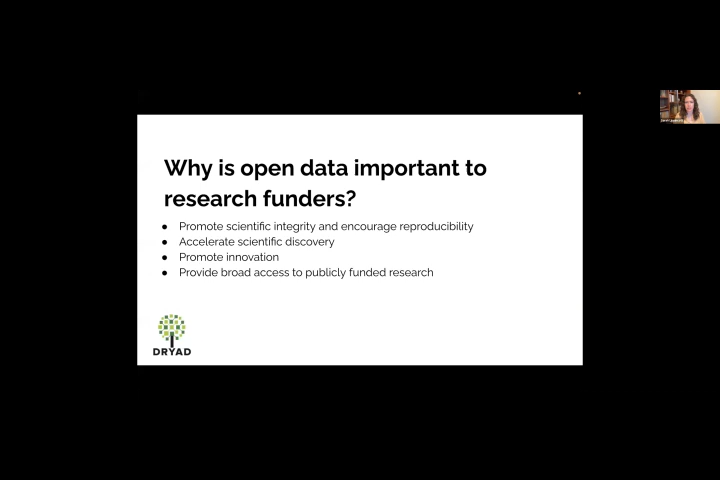 Why is open data important to
research funders?
● Promote scientific integrity and encourage reproducibility
● Accelerate scientific discovery
● Promote innovation
● Provide broad access to publicly funded research
DRYAD